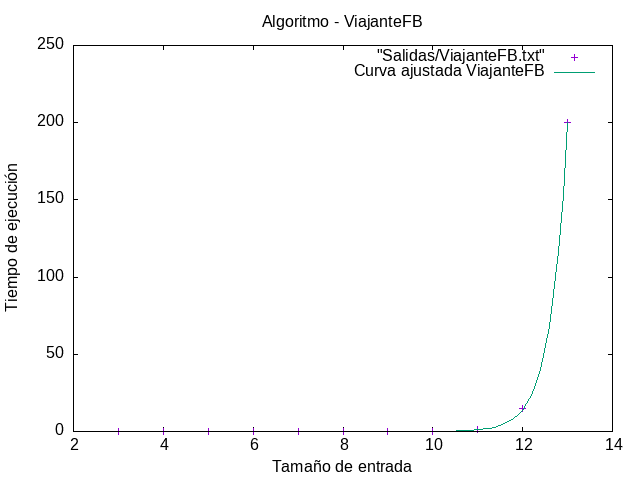 Algoritmo - ViajanteFB
"Salidas/ViajanteFB.txt"
Curva ajustada ViajanteFB
250
200
150
100
50
0
Tiempo de ejecución
2 4 6 8 10 12 14
Tamaño de entrada